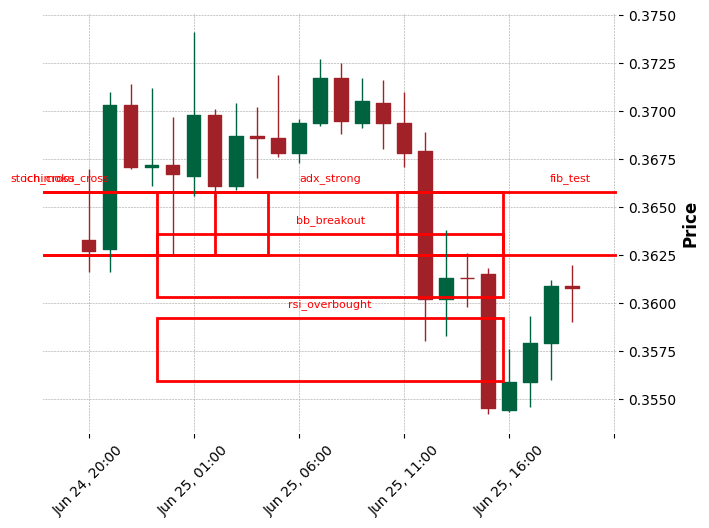 0.3750
0.3725
0.3700
0.3675
0.3650
0.3625
0.3600
0.3575
0.3550
Price
adx_strong
fib_test
bb_breakout
rsi_overbought
Jun 24, 20:00
Jun 25, 01:00
Jun 25, 06:00
Jun 25, 11:00
Jun 25, 16:00